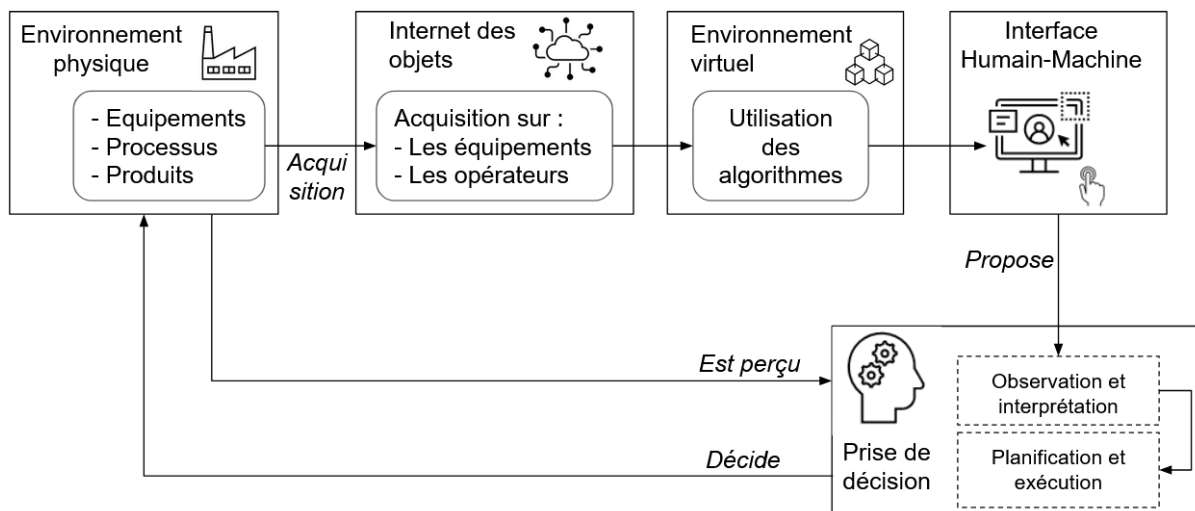 Environnement
physique
- Equipements
- Processus
- Produits
Acqui
sition
Internet des
objets
Acquisition sur :
- Les équipements
- Les opérateurs
Environnement
virtuel
Utilisation
des
algorithmes
Interface
Humain-Machine
Propose
Est perçu
Décide
Prise de
décision
Observation et
interprétation
Planification et
exécution